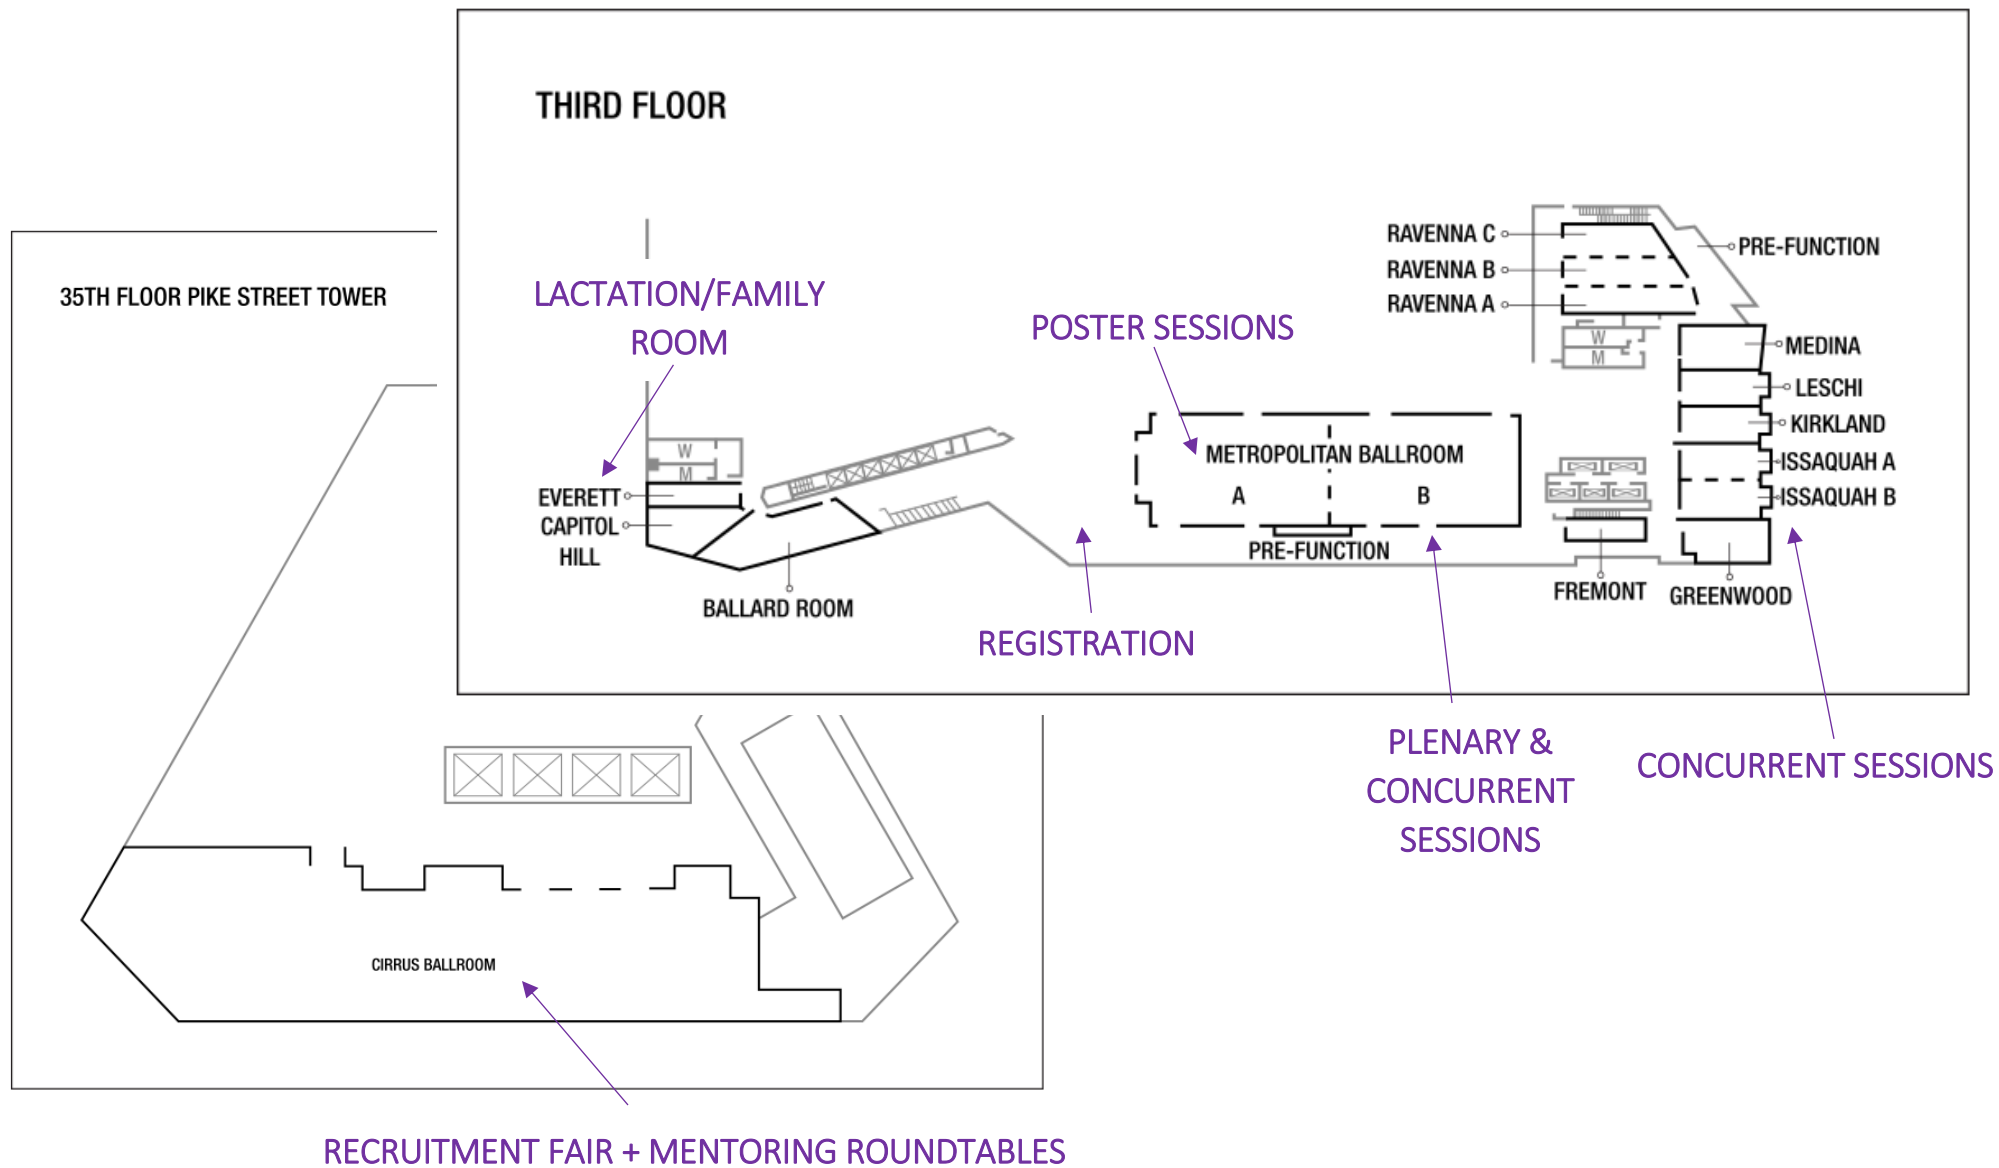 THIRD FLOOR
35TH FLOOR PIKE STREET TOWER
LACTATION/FAMILY
ROOM
POSTER SESSIONS
RAVENNA C
RAVENNA B
RAVENNA A
PRE-FUNCTION
W
M
MEDINA
LESCHI
KIRKLAND
ISSAQUAH A
ISSAQUAH B
W
M
EVERETT
CAPITOL
HILL
BALLARD ROOM
METROPOLITAN BALLROOM
A
B
PRE-FUNCTION
FREMONT
GREENWOOD
REGISTRATION
PLENARY &
CONCURRENT
SESSIONS
CONCURRENT SESSIONS
CIRRUS BALLROOM
RECRUITMENT FAIR + MENTORING ROUNDTABLES